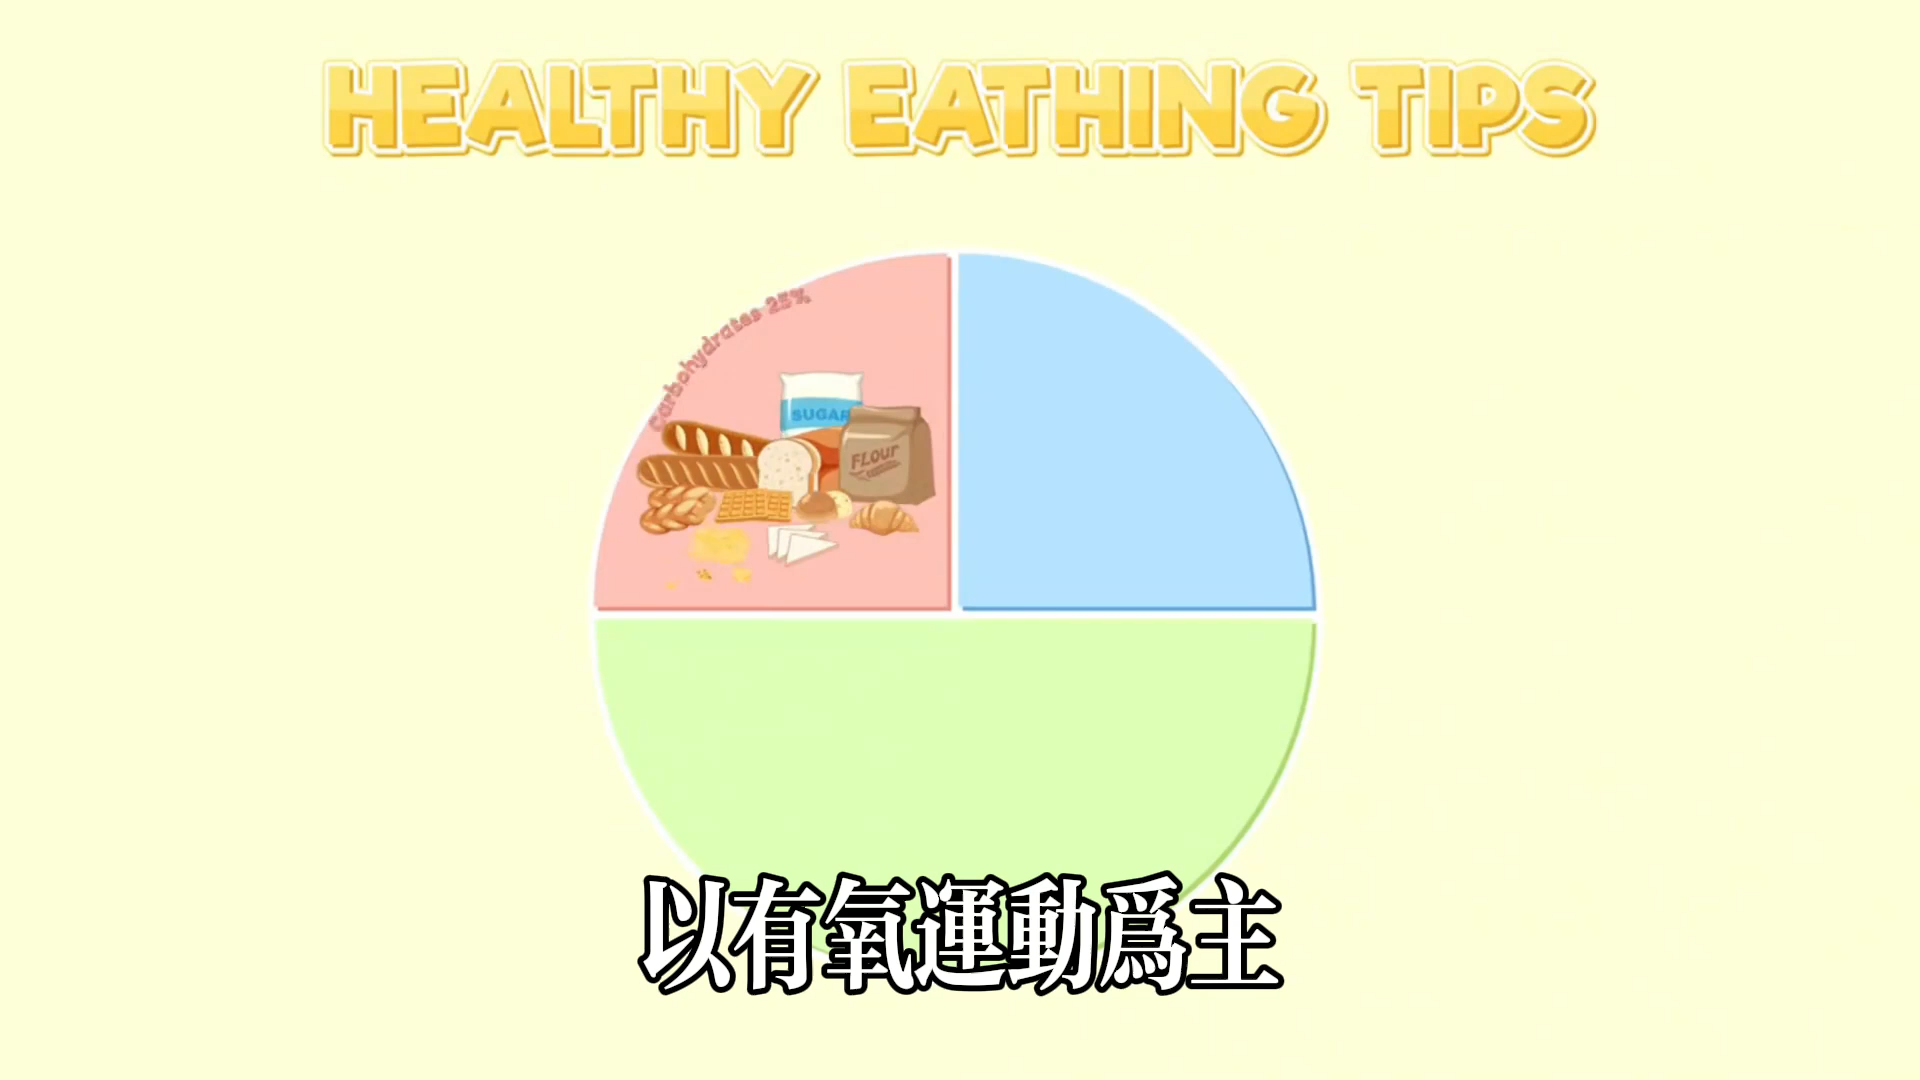 HEALTHY EATHING TIPS
Carbohydrates 25%
SUGAR
FLOUR
以有氧運動爲主